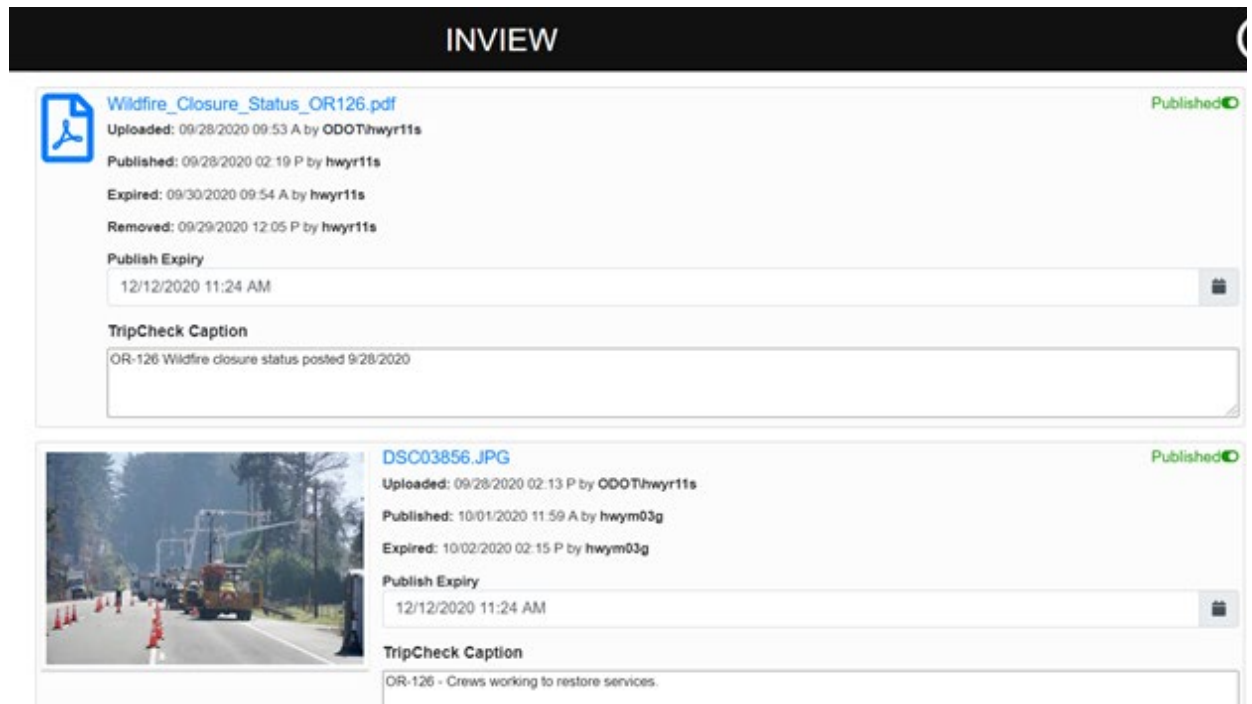 INVIEW
Wildfire_Closure_Status_OR126.pdf
Published
Uploaded: 09/28/2020 09:53 A by ODOT\hwyr11s
Published: 09/28/2020 02:19 P by hwyr11s
Expired: 09/30/2020 09:54 A by hwyr11s
Removed: 09/29/2020 12:05 P by hwyr11s
Publish Expiry
12/12/2020 11:24 AM
TripCheck Caption
OR-126 Wildfire closure status posted 9/28/2020
DSC03856.JPG
Published
Uploaded: 09/28/2020 02:13 P by ODOT\hwyr11s
Published: 10/01/2020 11:59 A by hwym03g
Expired: 10/02/2020 02:15 P by hwym03g
Publish Expiry
12/12/2020 11:24 AM
TripCheck Caption
OR-126 - Crews working to restore services.